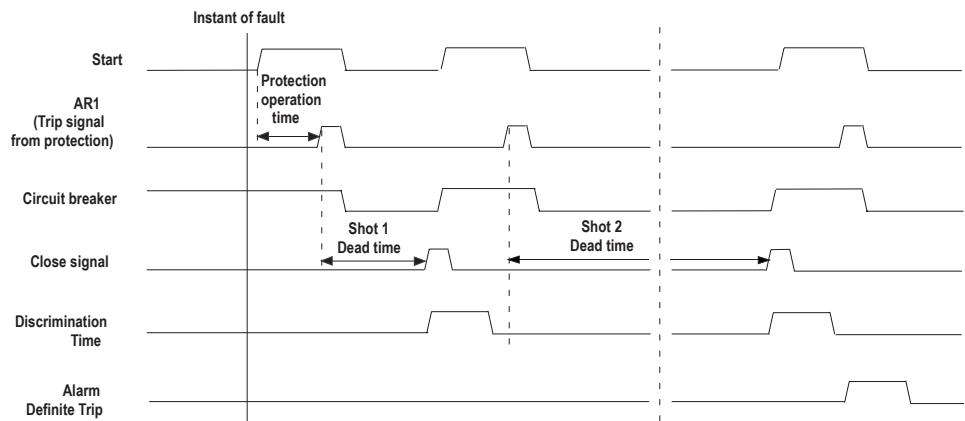 Instant of fault
Start
Protection
operation
time
AR1
(Trip signal
from protection)
Circuit breaker
Shot 1
Dead time
Shot 2
Dead time
Close signal
Discrimination
Time
Alarm
Definite Trip